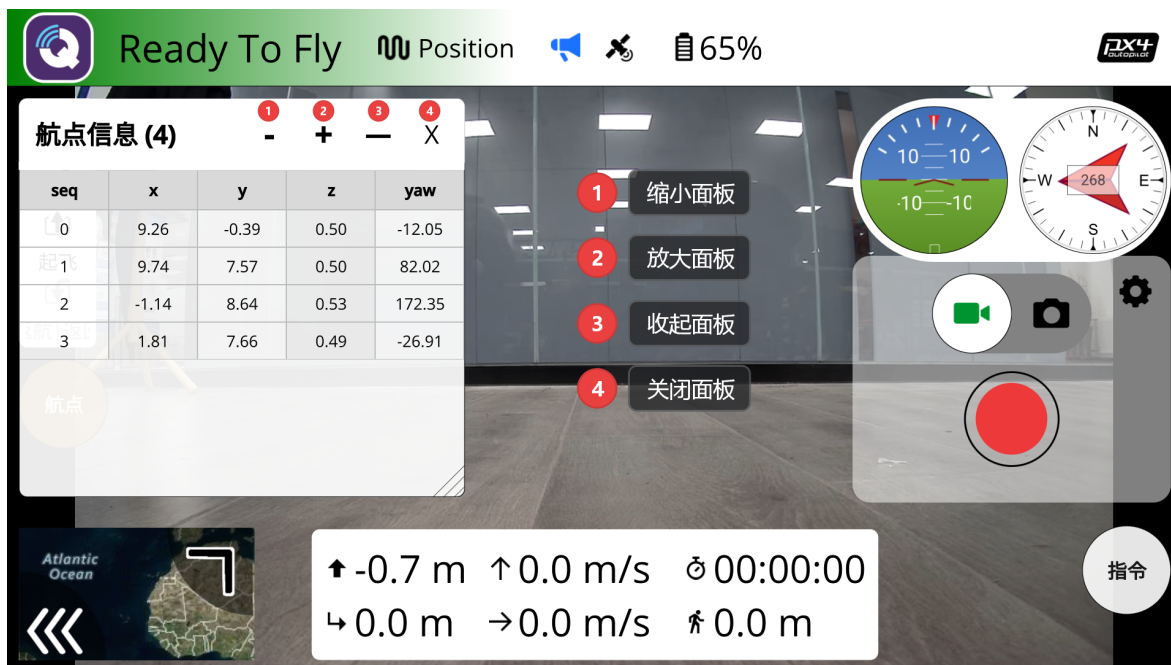 Ready To Fly
Position
65%
PX4
autopilot
航点信息 (4)
1
2
3
4
-
+
—
X
seq x y z yaw
0 9.26 -0.39 0.50 -12.05
1 9.74 7.57 0.50 82.02
2 -1.14 8.64 0.53 172.35
3 1.81 7.66 0.49 -26.91
起飞
航点
1 缩小面板
2 放大面板
3 收起面板
4 关闭面板
10 10
-10 -10
N
W 268 E
S
Atlantic
Ocean
-0.7 m 0.0 m/s 00:00:00
0.0 m 0.0 m/s 0.0 m
指令